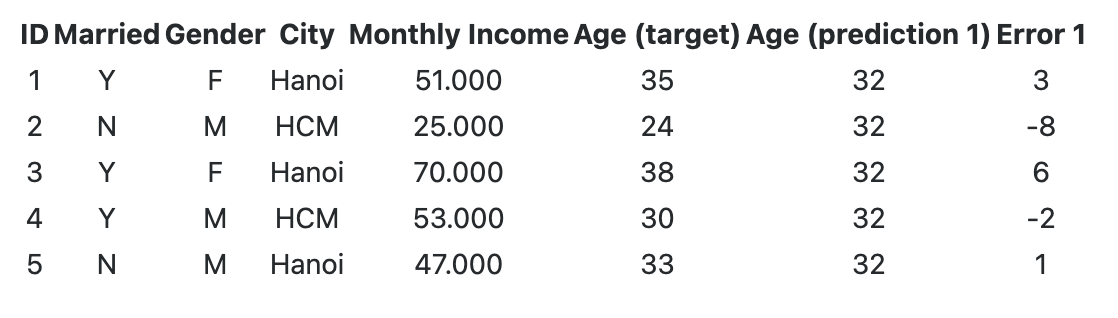 ID Married Gender City Monthly Income Age (target) Age (prediction 1) Error 1
1 Y F Hanoi 51.000 35 32 3
2 N M HCM 25.000 24 32 -8
3 Y F Hanoi 70.000 38 32 6
4 Y M HCM 53.000 30 32 -2
5 N M Hanoi 47.000 33 32 1